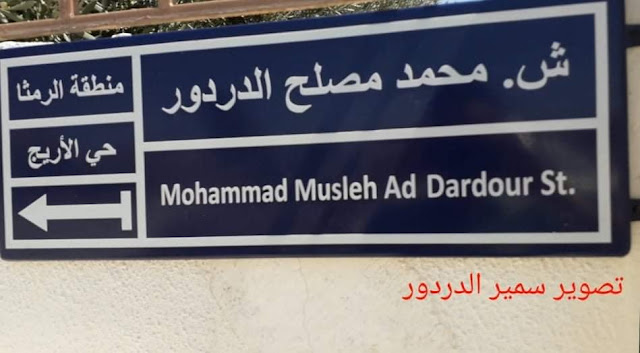 ش. محمد مصلح الدردور
Mohammad Musleh Ad Dardour St.
منطقة الرمثا
حي الأريج
تصوير سمير الدردور